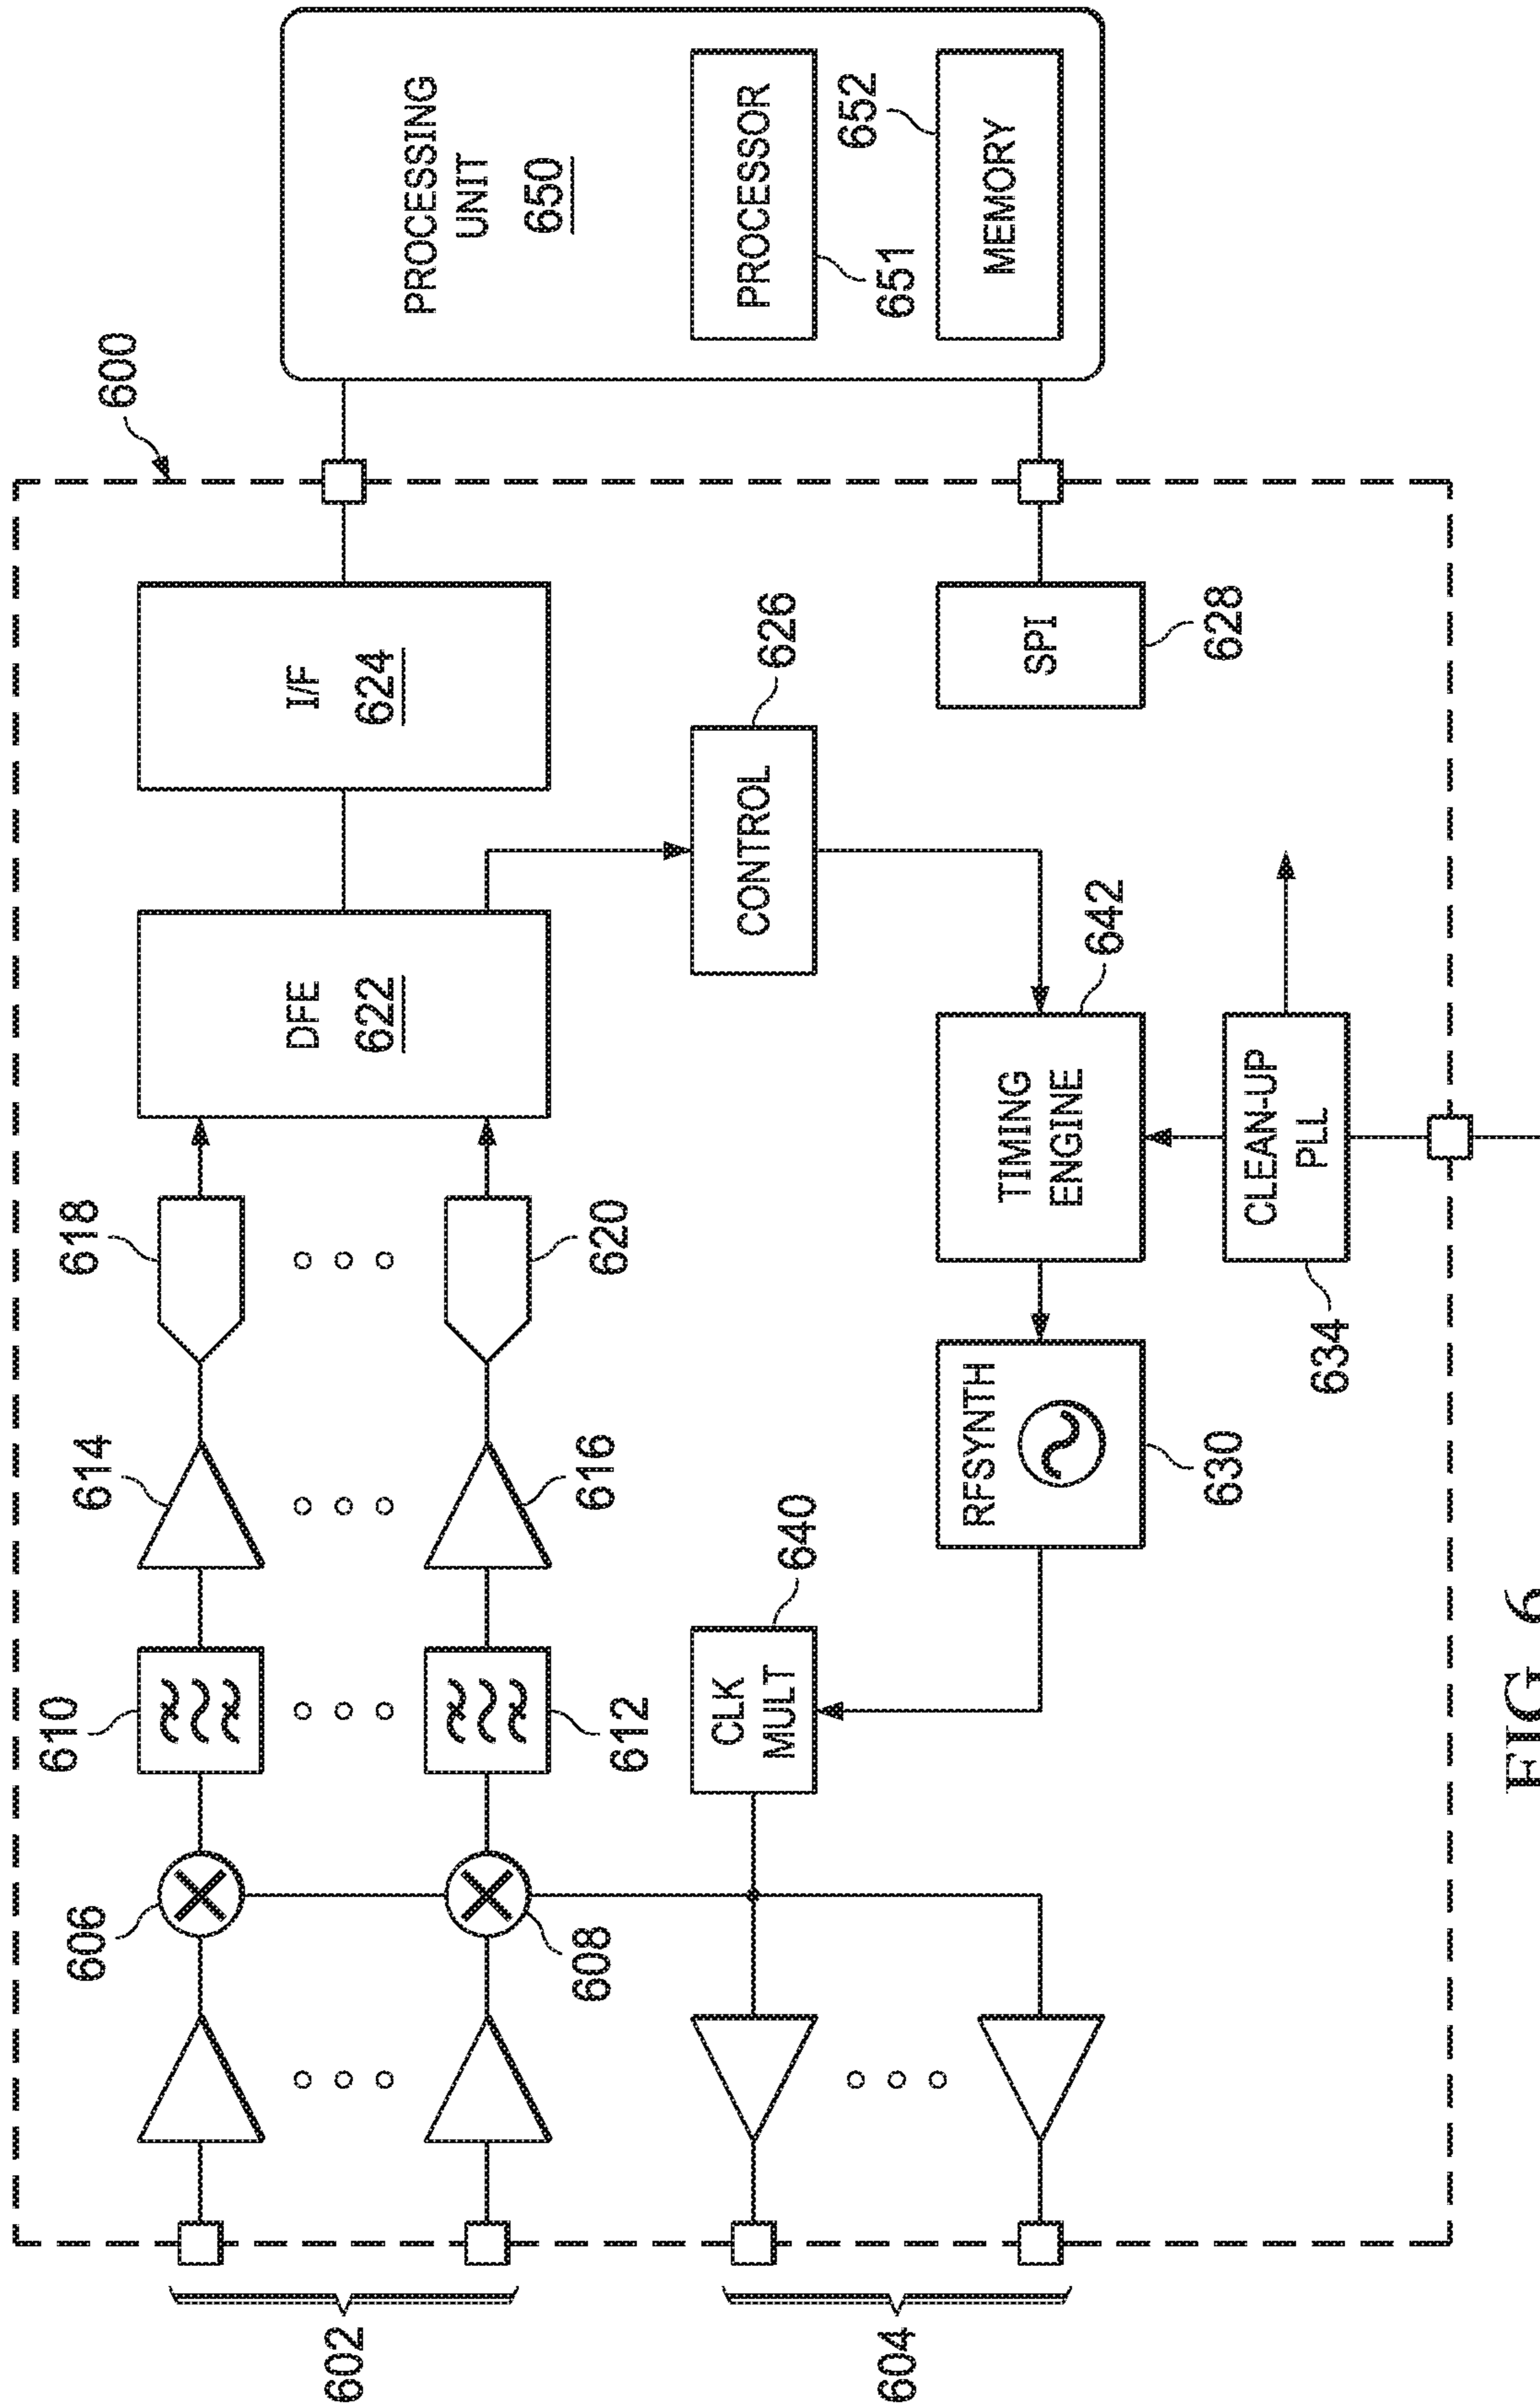 600
602
604
606
608
610
612
614
616
618
620
DFE
622
I/F
624
CONTROL
626
SPI
628
PROCESSING
UNIT
650
PROCESSOR
651
652
MEMORY
CLK
MULT
640
RFSYNTH
630
TIMING
ENGINE
642
CLEAN-UP
PLL
634
FIG. 6